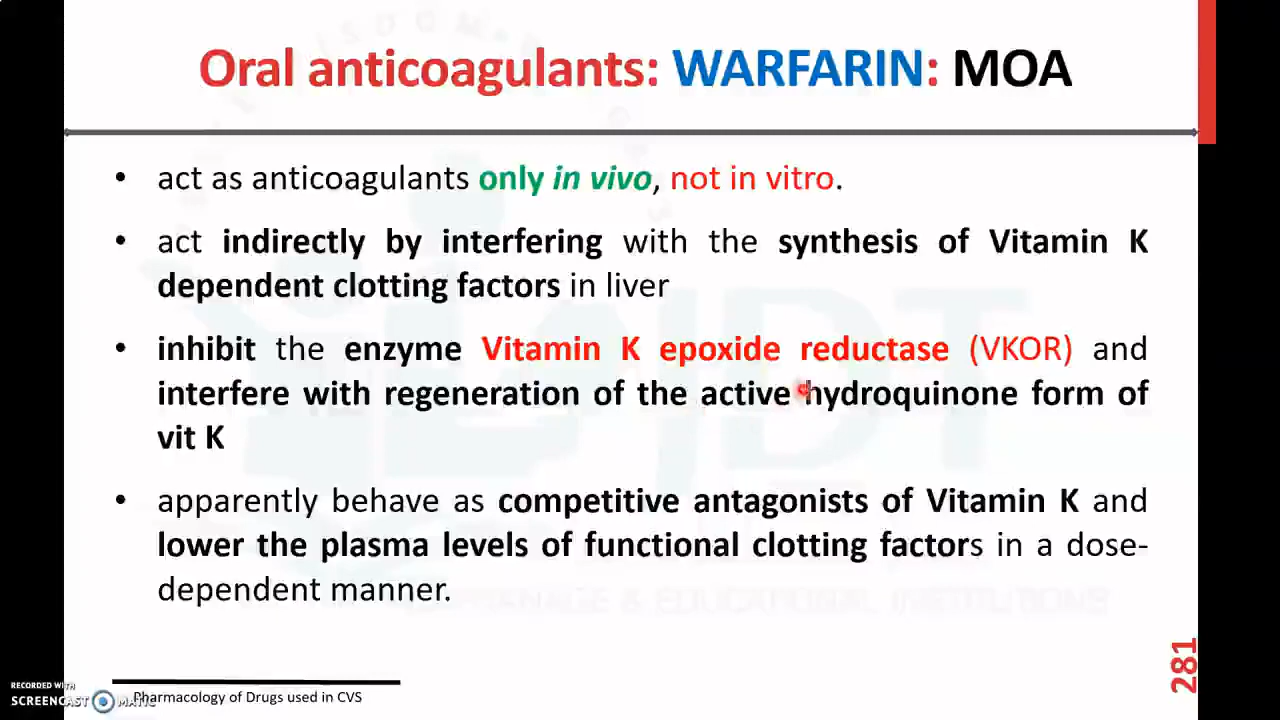 Oral anticoagulants: WARFARIN: MOA
• act as anticoagulants only in vivo, not in vitro.
• act indirectly by interfering with the synthesis of Vitamin K
dependent clotting factors in liver
• inhibit the enzyme Vitamin K epoxide reductase (VKOR) and
interfere with regeneration of the active hydroquinone form of
vit K
• apparently behave as competitive antagonists of Vitamin K and
lower the plasma levels of functional clotting factors in a dose-
dependent manner.
JDT
ORPHANAGE & EDUCATIONAL INSTITUTIONS
281
RECORDED WITH
SCREENCAST MATIC
Pharmacology of Drugs used in CVS